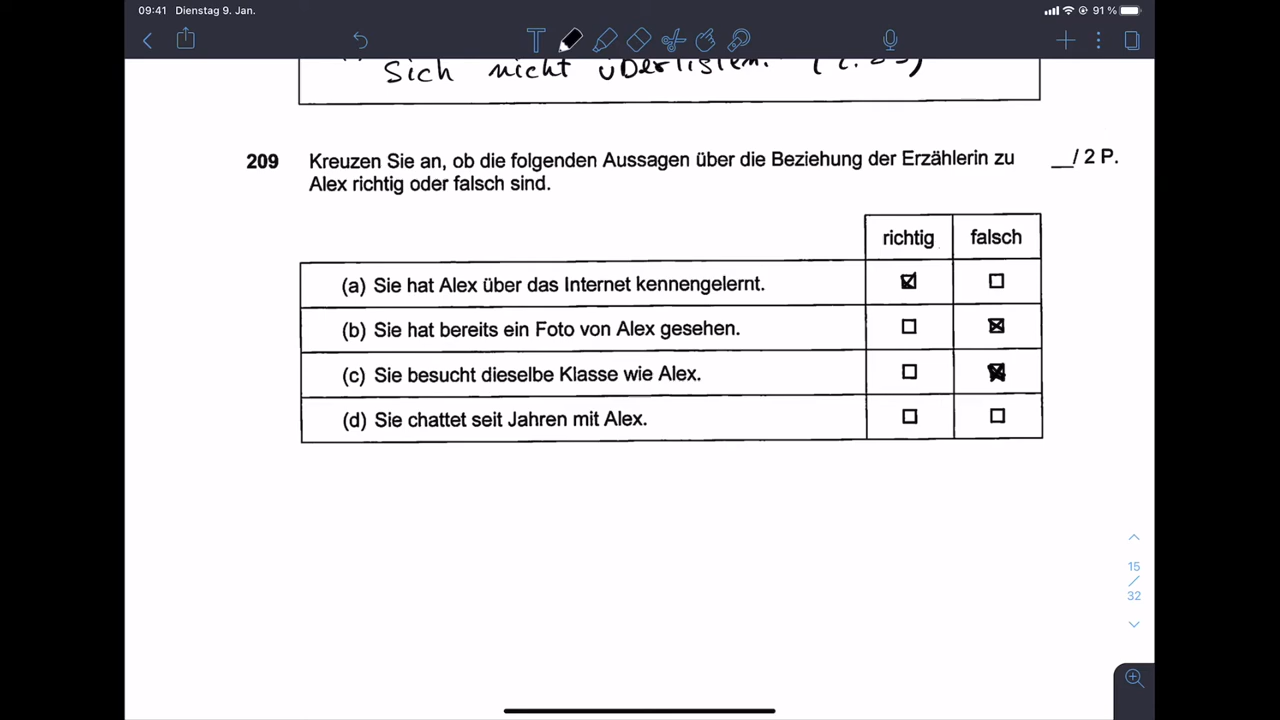 09:41 Dienstag 9. Jan. 91 %
Sich nicht überlisten.
209 Kreuzen Sie an, ob die folgenden Aussagen über die Beziehung der Erzählerin zu __/ 2 P.
Alex richtig oder falsch sind.
richtig falsch
(a) Sie hat Alex über das Internet kennengelernt.
(b) Sie hat bereits ein Foto von Alex gesehen.
(c) Sie besucht dieselbe Klasse wie Alex.
(d) Sie chattet seit Jahren mit Alex.
15
/
32